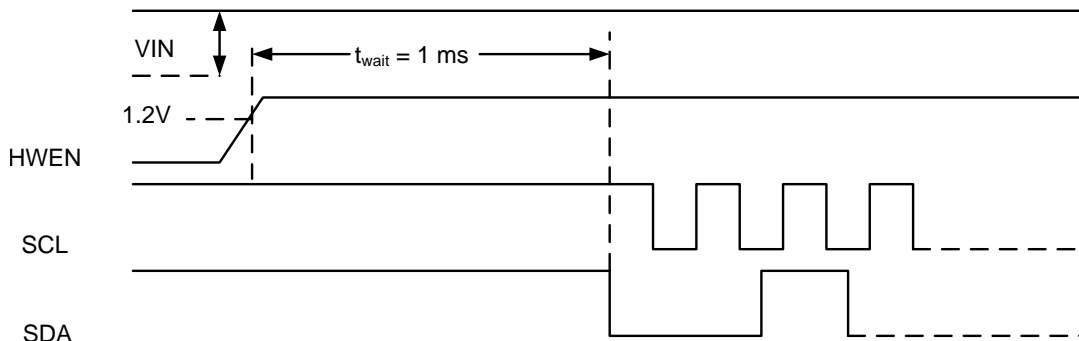 VIN
t_wait = 1 ms
1.2V
HWEN
SCL
SDA